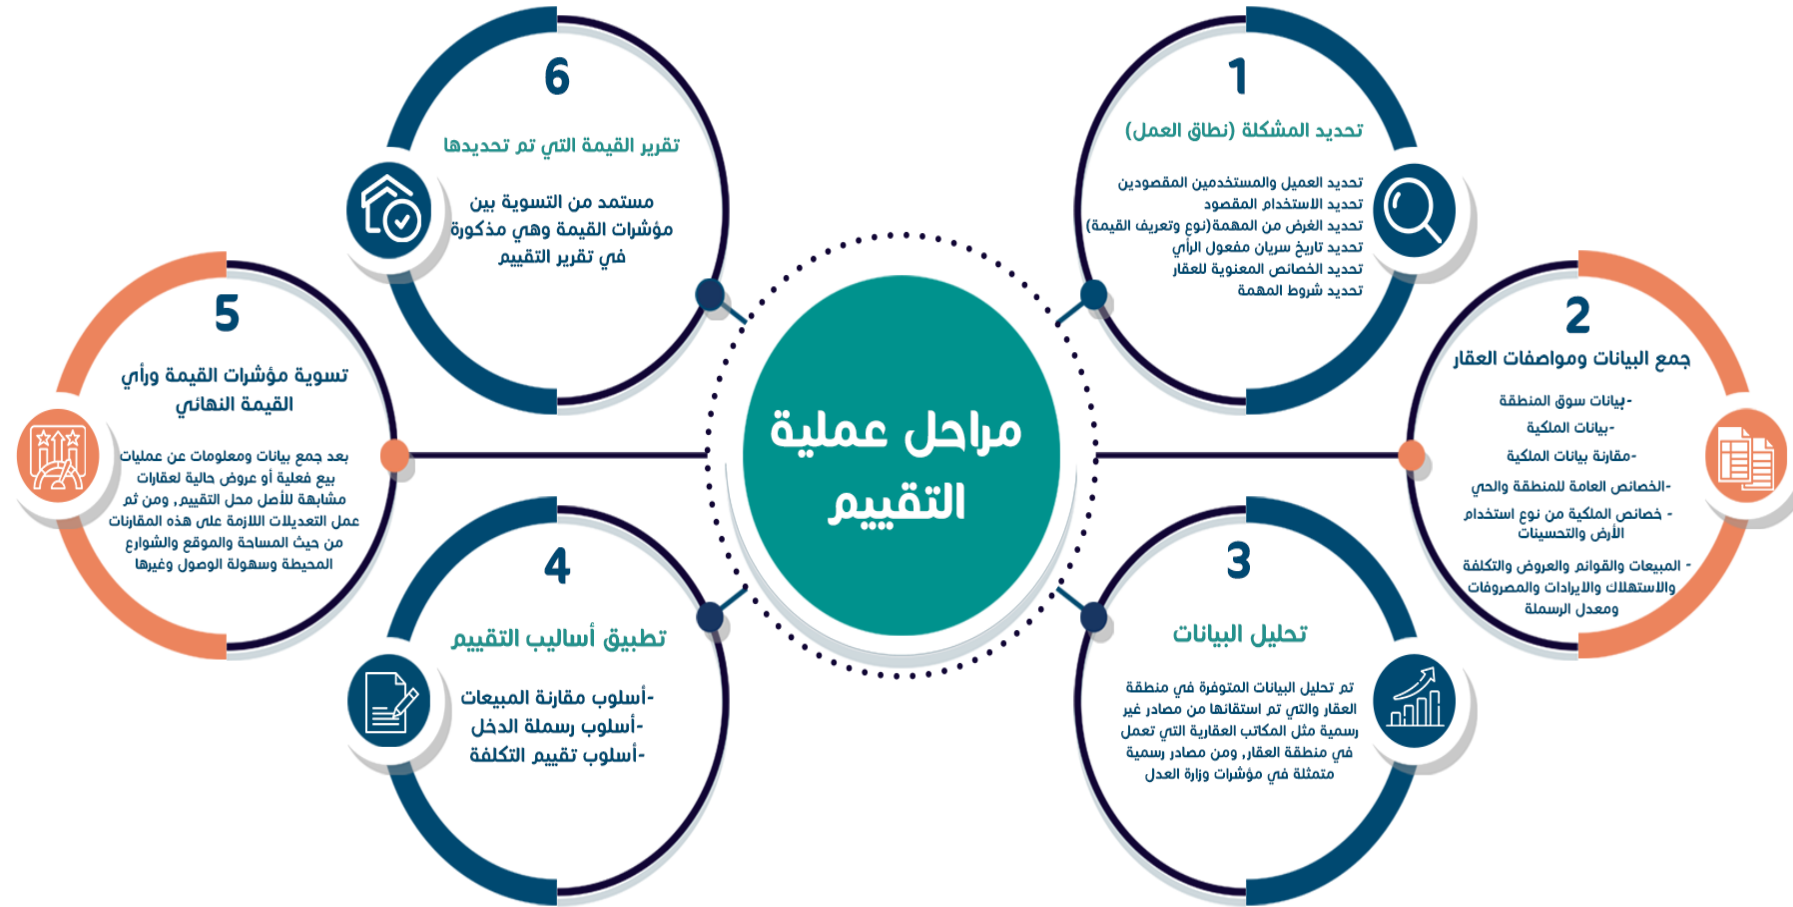 مراحل عملية
التقييم
1
تحديد المشكلة (نطاق العمل)
تحديد العميل والمستخدمين المقصودين
تحديد الاستخدام المقصود
تحديد الغرض من المهمة(نوع وتعريف القيمة)
تحديد تاريخ سريان مفعول الرأي
تحديد الخصائص المعنوية للعقار
تحديد شروط المهمة
2
جمع البيانات ومواصفات العقار
-بيانات سوق المنطقة
-بيانات الملكية
-مقارنة بيانات الملكية
-الخصائص العامة للمنطقة والحي
- خصائص الملكية من نوع استخدام
الأرض والتحسينات
- المبيعات والقوائم والعروض والتكلفة
والاستهلاك والايرادات والمصروفات
ومعدل الرسملة
3
تحليل البيانات
تم تحليل البيانات المتوفرة في منطقة
العقار والتي تم استقائها من مصادر غير
رسمية مثل المكاتب العقارية التي تعمل
في منطقة العقار, ومن مصادر رسمية
متمثلة في مؤشرات وزارة العدل
4
تطبيق أساليب التقييم
-أسلوب مقارنة المبيعات
-أسلوب رسملة الدخل
-أسلوب تقييم التكلفة
5
تسوية مؤشرات القيمة ورأي
القيمة النهائي
بعد جمع بيانات ومعلومات عن عمليات
بيع فعلية أو عروض حالية لعقارات
مشابهة للأصل محل التقييم, ومن ثم
عمل التعديلات اللازمة على هذه المقارنات
من حيث المساحة والموقع والشوارع
المحيطة وسهولة الوصول وغيرها
6
تقرير القيمة التي تم تحديدها
مستمد من التسوية بين
مؤشرات القيمة وهي مذكورة
في تقرير التقييم